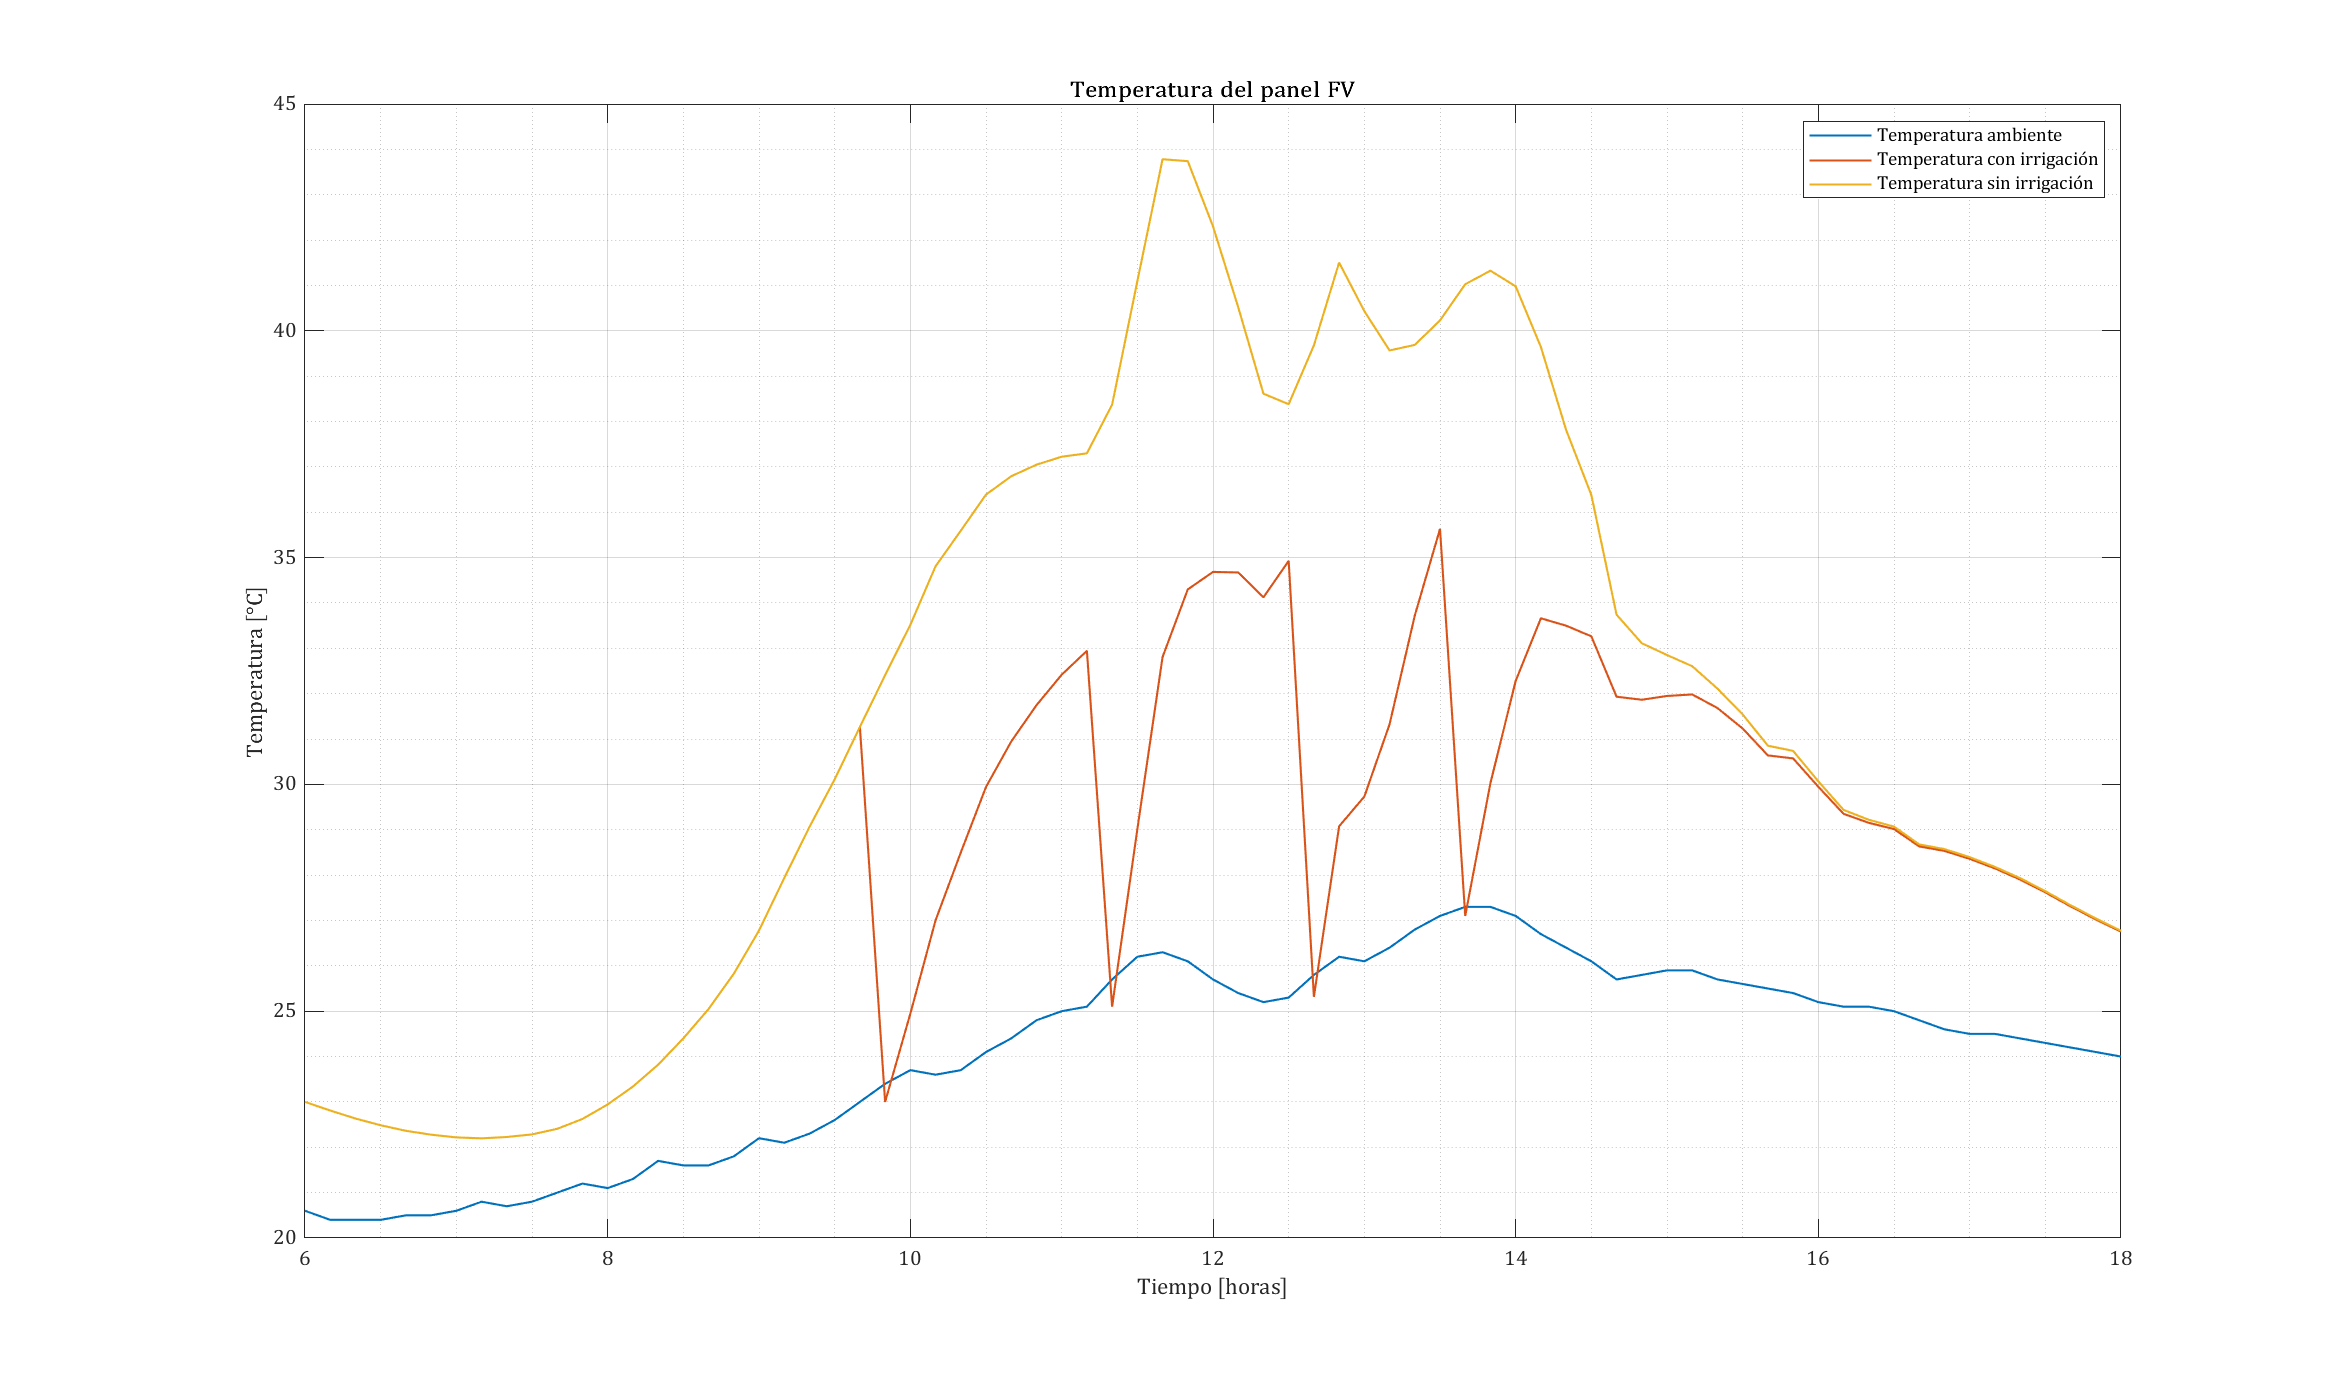 Temperatura del panel FV
Temperatura ambiente
Temperatura con irrigación
Temperatura sin irrigación
Temperatura [°C]
45
40
35
30
25
20
6 8 10 12 14 16 18
Tiempo [horas]